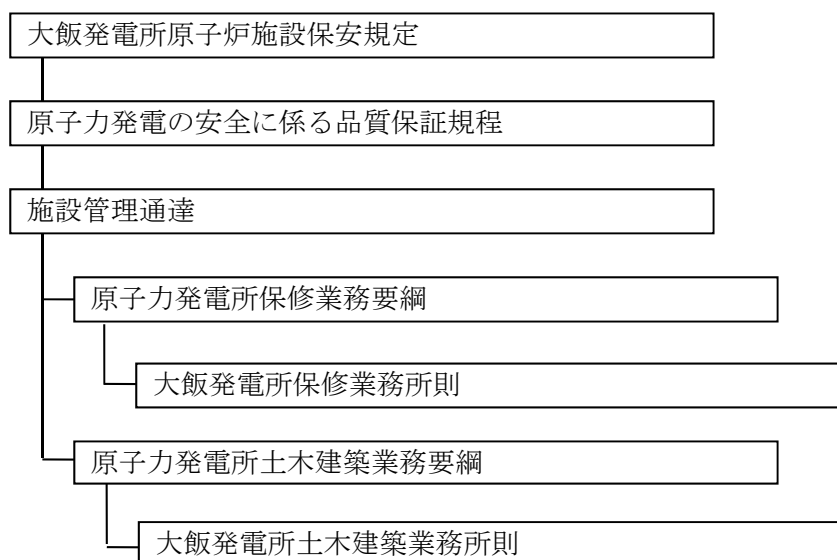 大飯発電所原子炉施設保安規定
原子力発電の安全に係る品質保証規程
施設管理通達
原子力発電所保修業務要綱
大飯発電所保修業務所則
原子力発電所土木建築業務要綱
大飯発電所土木建築業務所則